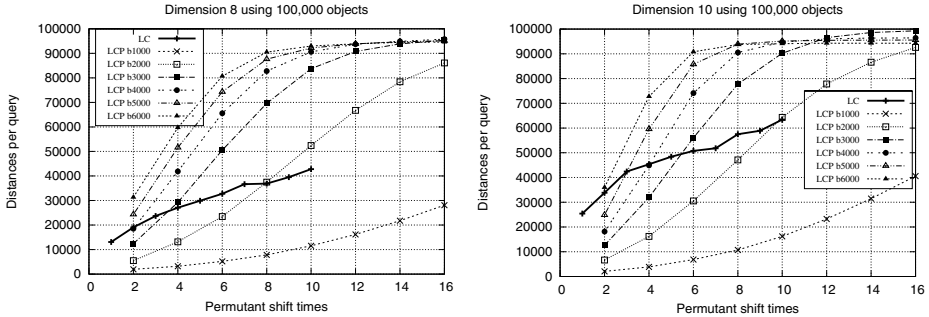 Dimension 8 using 100,000 objects
100000
90000
80000
70000
60000
50000
40000
30000
20000
10000
0
Distances per query
LC
LCP b1000
LCP b2000
LCP b3000
LCP b4000
LCP b5000
LCP b6000
0 2 4 6 8 10 12 14 16
Permutant shift times
Dimension 10 using 100,000 objects
100000
90000
80000
70000
60000
50000
40000
30000
20000
10000
0
Distances per query
LC
LCP b1000
LCP b2000
LCP b3000
LCP b4000
LCP b5000
LCP b6000
0 2 4 6 8 10 12 14 16
Permutant shift times